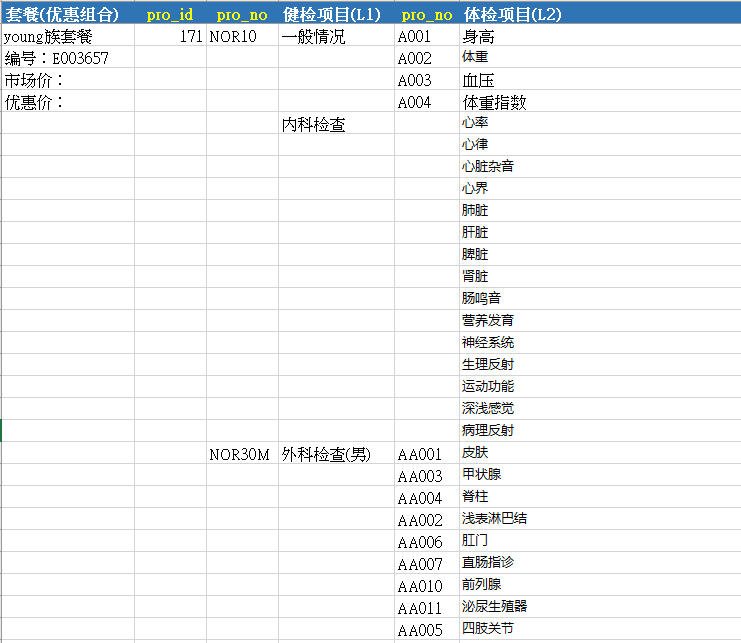 套餐(优惠组合) pro_id pro_no 健检项目(L1) pro_no 体检项目(L2)
young族套餐 171 NOR10 一般情况 A001 身高
编号：E003657 A002 体重
市场价： A003 血压
优惠价： A004 体重指数
内科检查 心率
心律
心脏杂音
心界
肺脏
肝脏
脾脏
肾脏
肠鸣音
营养发育
神经系统
生理反射
运动功能
深浅感觉
病理反射
NOR30M 外科检查(男) AA001 皮肤
AA003 甲状腺
AA004 脊柱
AA002 浅表淋巴结
AA006 肛门
AA007 直肠指诊
AA010 前列腺
AA011 泌尿生殖器
AA005 四肢关节